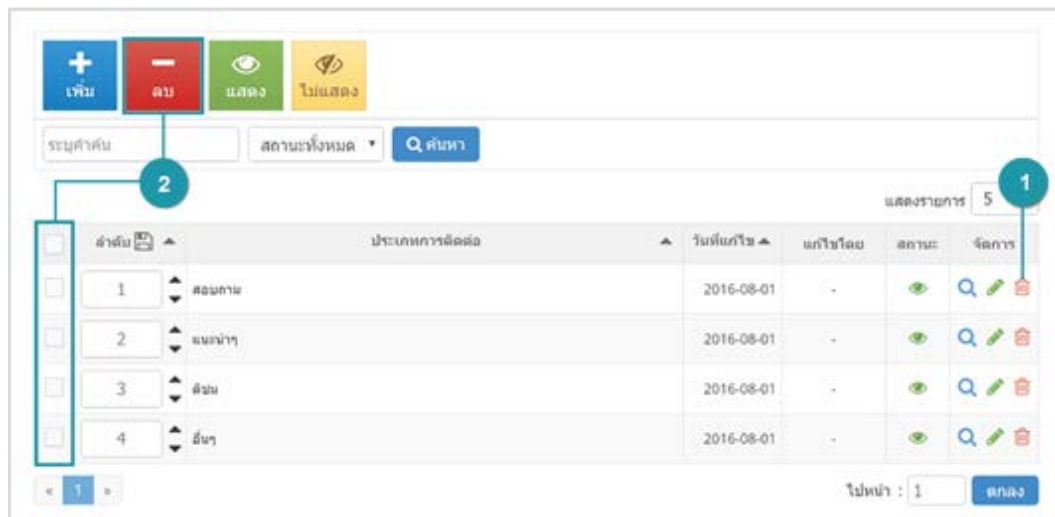 เพิ่ม ลบ แสดง ไม่แสดง
ระบุคำค้น สถานะทั้งหมด ค้นหา
2
แสดงรายการ 5 1
ลำดับ ประเภทการติดต่อ วันที่แก้ไข แก้ไขโดย สถานะ จัดการ
1 สอบถาม 2016-08-01 -
2 แนะนำๆ 2016-08-01 -
3 ติชม 2016-08-01 -
4 อื่นๆ 2016-08-01 -
« 1 » ไปหน้า : 1 ตกลง